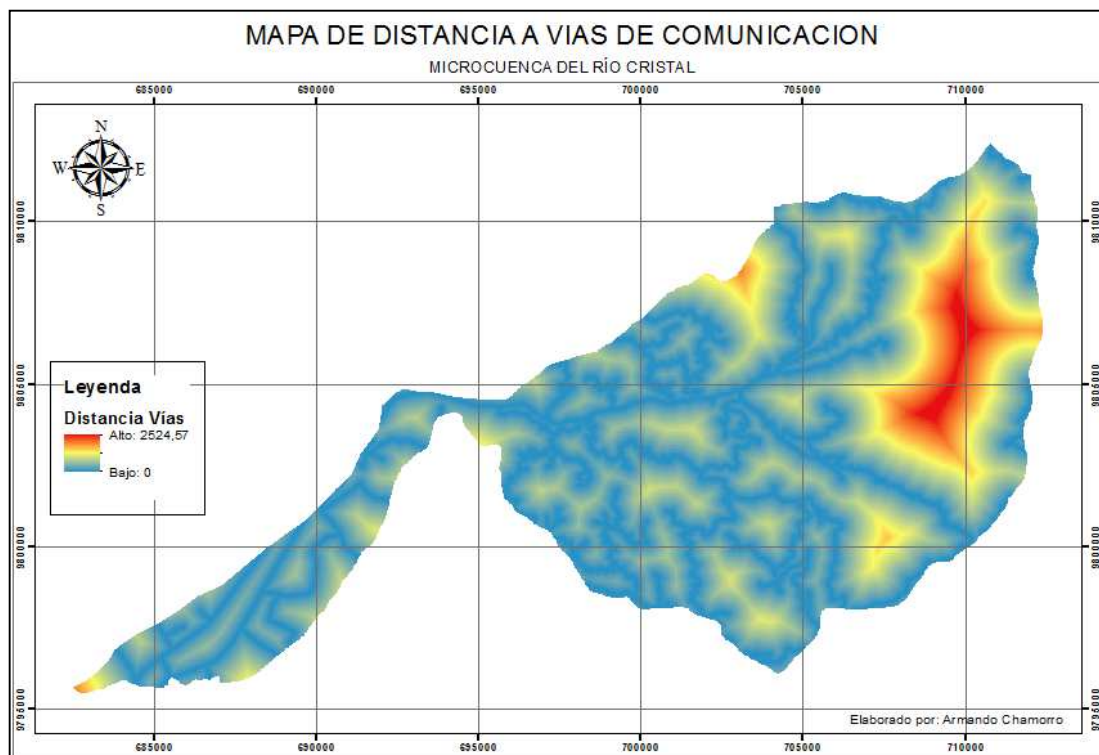 MAPA DE DISTANCIA A VIAS DE COMUNICACION
MICROCUENCA DEL RÍO CRISTAL
685000 690000 695000 700000 705000 710000
N
W E
S
9810000 9810000
9805000 9805000
Leyenda
Distancia Vías
Alto: 2524,57
Bajo: 0
9800000 9800000
9795000 9795000
Elaborado por: Armando Chamorro
685000 690000 695000 700000 705000 710000